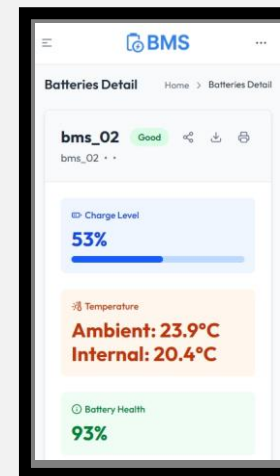 BMS
Batteries Detail
Home > Batteries Detail
bms_02 Good
bms_02 · ·
Charge Level
53%
Temperature
Ambient: 23.9°C
Internal: 20.4°C
Battery Health
93%